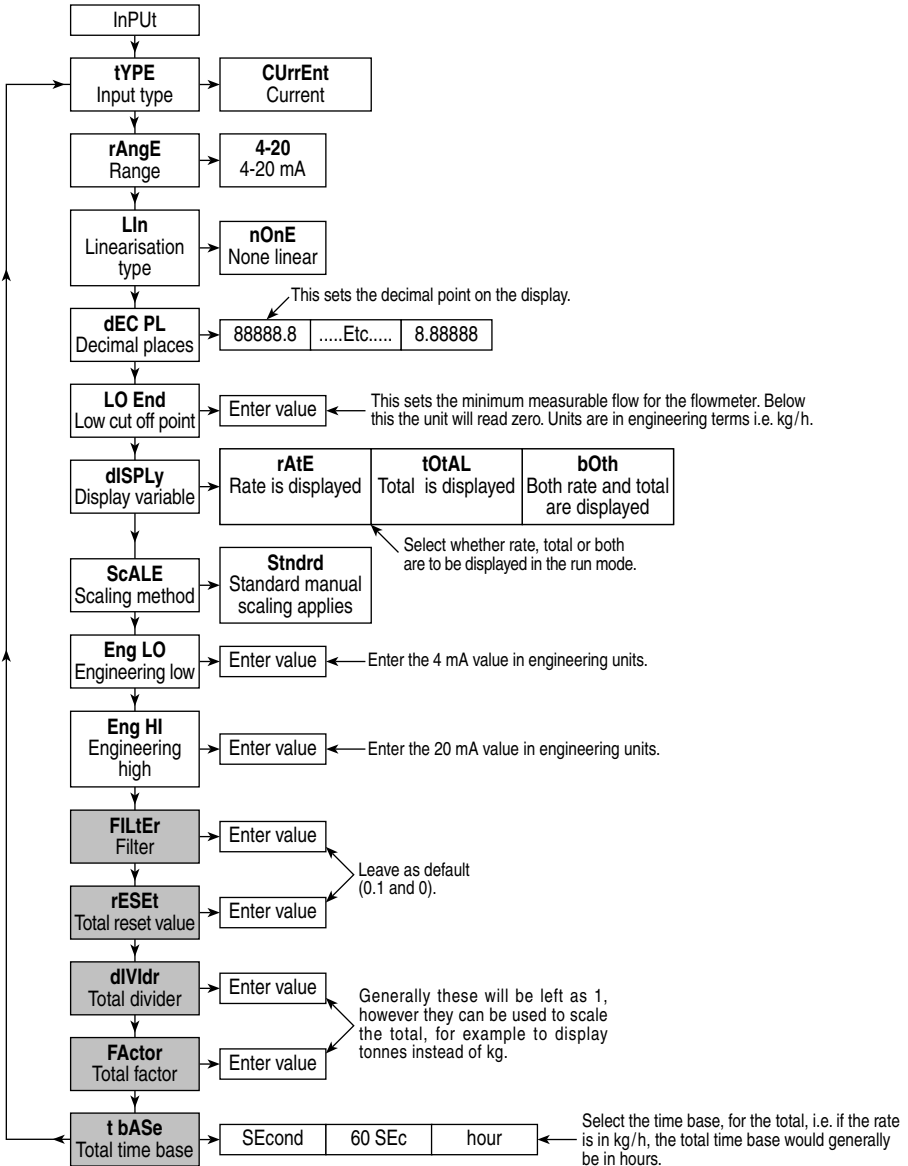 InPUt
tYPE
Input type
CUrrEnt
Current
rAngE
Range
4-20
4-20 mA
LIn
Linearisation
type
nOnE
None linear
This sets the decimal point on the display.
dEC PL
Decimal places
88888.8
.....Etc.....
8.88888
LO End
Low cut off point
Enter value
This sets the minimum measurable flow for the flowmeter. Below
this the unit will read zero. Units are in engineering terms i.e. kg/h.
dISPLy
Display variable
rAtE
Rate is displayed
tOtAL
Total is displayed
bOth
Both rate and total
are displayed
Select whether rate, total or both
are to be displayed in the run mode.
ScALE
Scaling method
Stndrd
Standard manual
scaling applies
Eng LO
Engineering low
Enter value
Enter the 4 mA value in engineering units.
Eng HI
Engineering
high
Enter value
Enter the 20 mA value in engineering units.
FILtEr
Filter
Enter value
Leave as default
(0.1 and 0).
rESEt
Total reset value
Enter value
dIVIdr
Total divider
Enter value
Generally these will be left as 1,
however they can be used to scale
the total, for example to display
tonnes instead of kg.
FActor
Total factor
Enter value
t bASe
Total time base
SEcond
60 SEc
hour
Select the time base, for the total, i.e. if the rate
is in kg/h, the total time base would generally
be in hours.